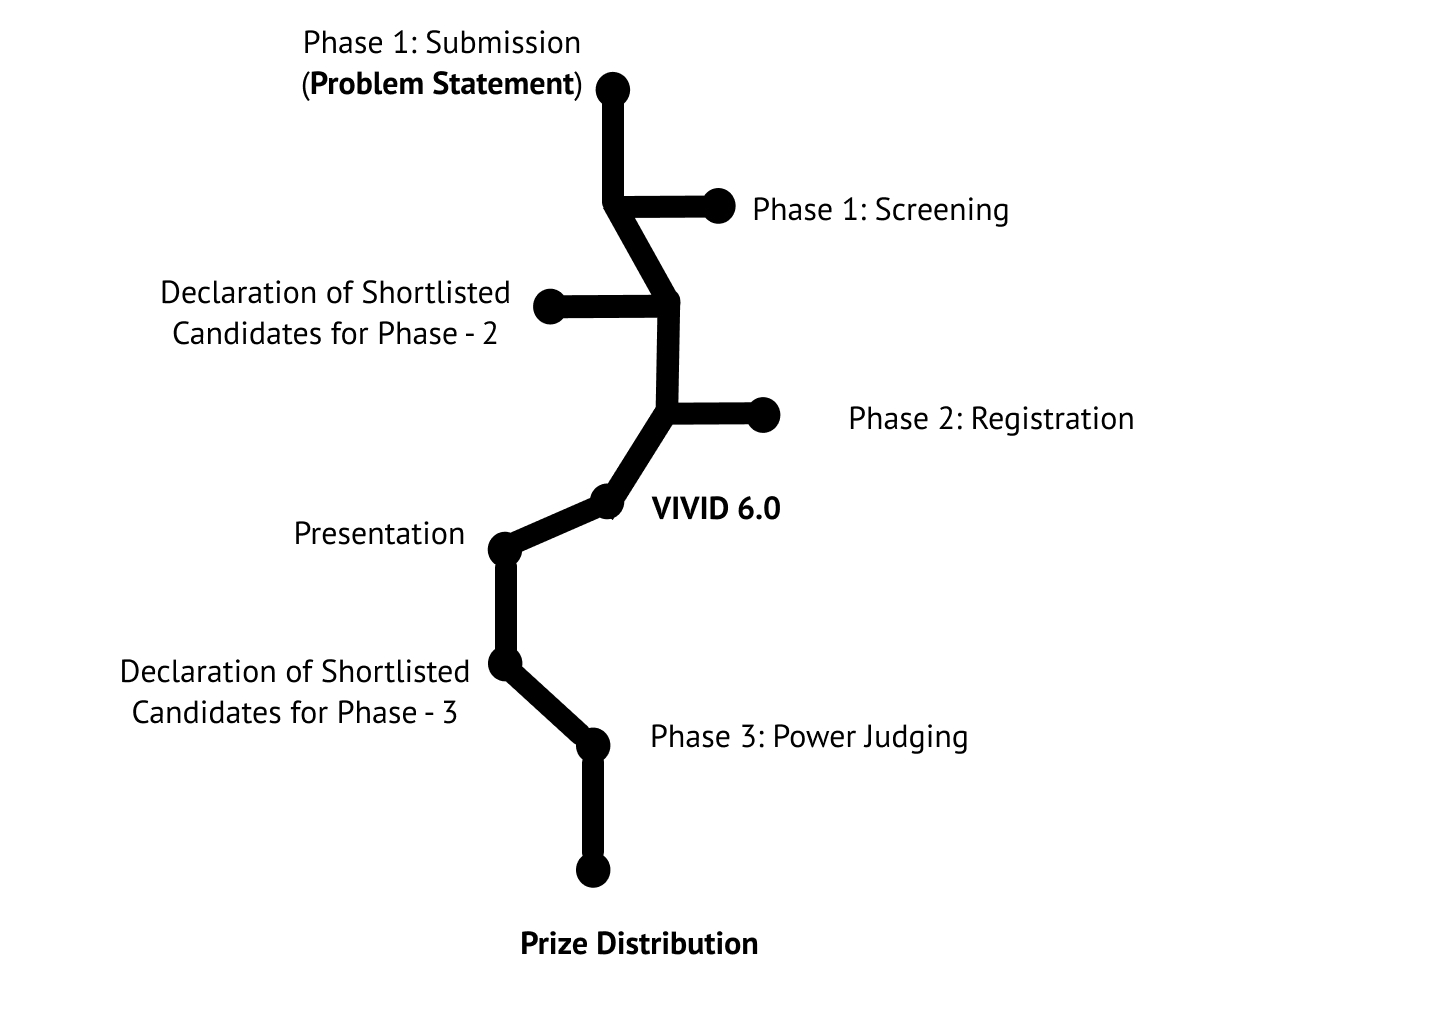 Phase 1: Submission
(Problem Statement)
Phase 1: Screening
Declaration of Shortlisted
Candidates for Phase - 2
Phase 2: Registration
VIVID 6.0
Presentation
Declaration of Shortlisted
Candidates for Phase - 3
Phase 3: Power Judging
Prize Distribution